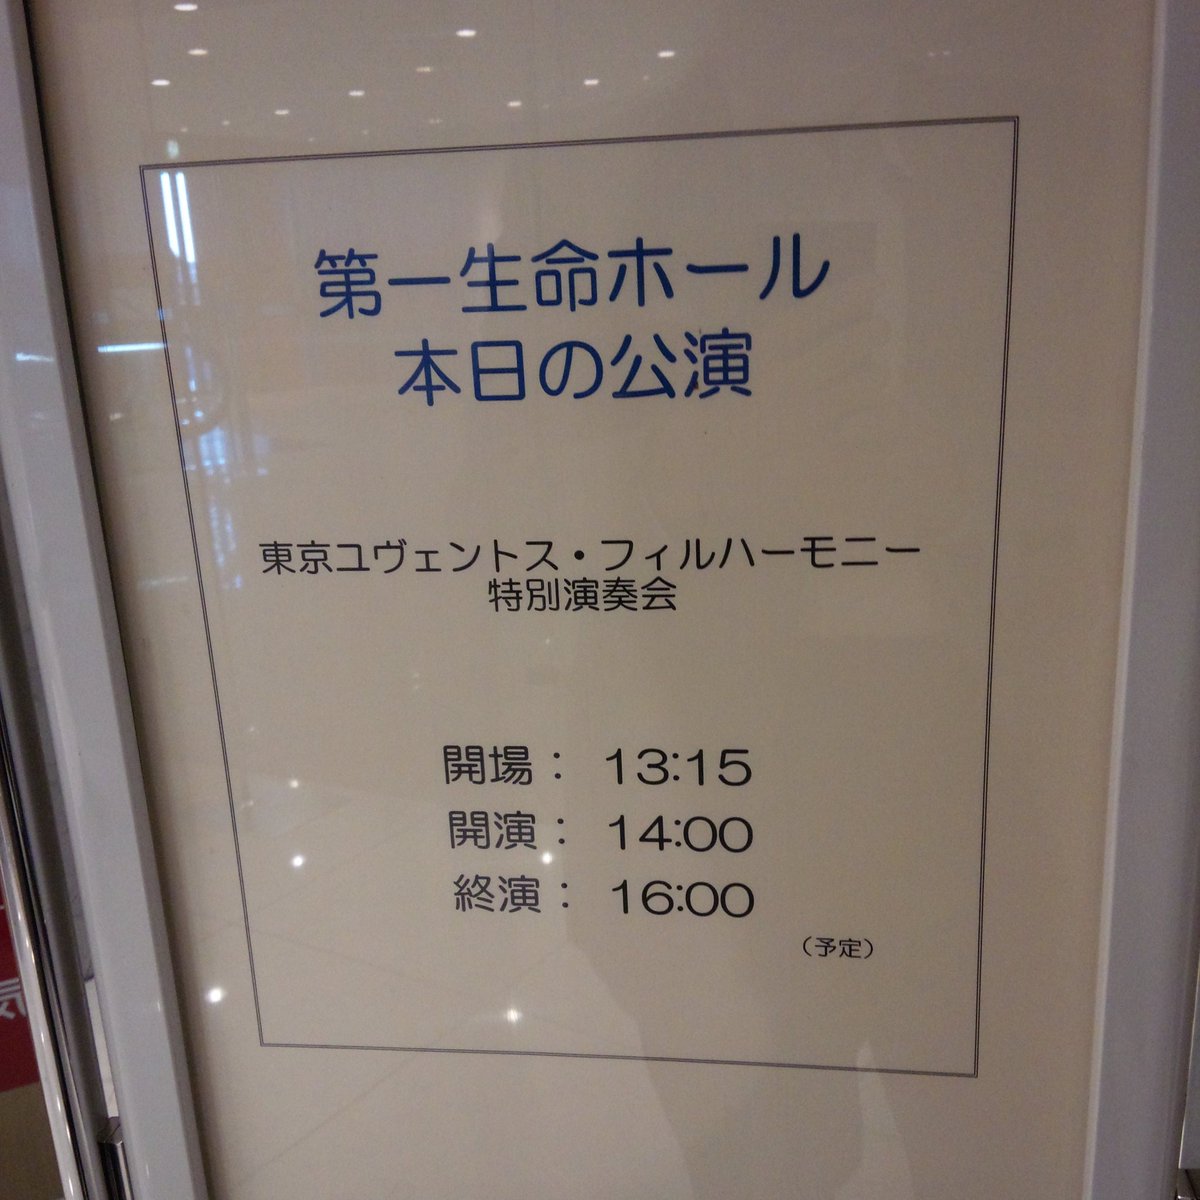 第一生命ホール
本日の公演
東京ユヴェントス・フィルハーモニー
特別演奏会
開場： 13:15
開演： 14:00
終演： 16:00
（予定）